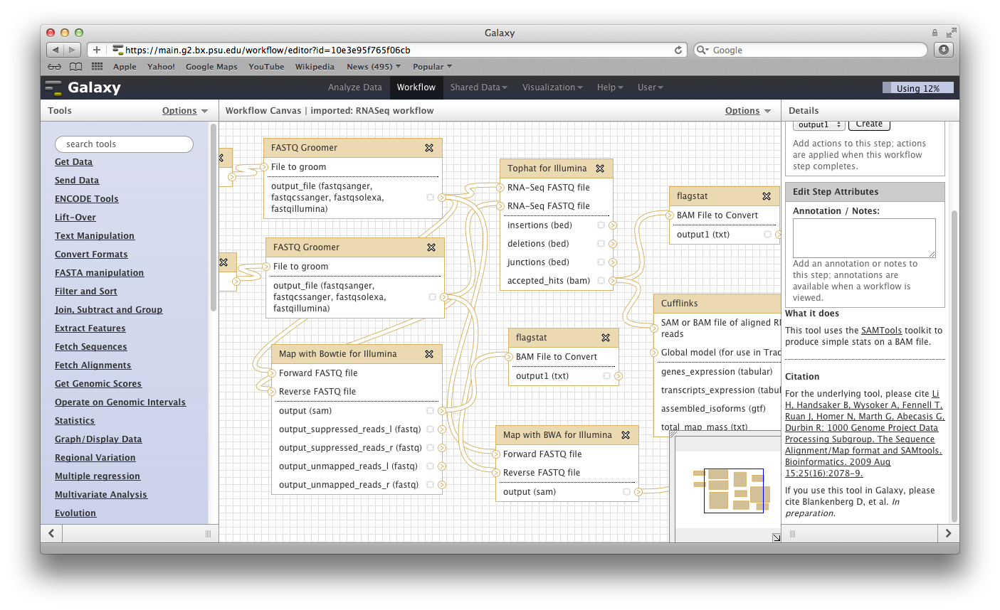 Galaxy
https://main.g2.bx.psu.edu/workflow/editor?id=10e3e95f765f06cb
Google
Apple
Yahoo!
Google Maps
YouTube
Wikipedia
News (495)
Popular
Galaxy
Analyze Data
Workflow
Shared Data
Visualization
Help
User
Using 12%
Tools
Options
search tools
Get Data
Send Data
ENCODE Tools
Lift-Over
Text Manipulation
Convert Formats
FASTA manipulation
Filter and Sort
Join, Subtract and Group
Extract Features
Fetch Sequences
Fetch Alignments
Get Genomic Scores
Operate on Genomic Intervals
Statistics
Graph/Display Data
Regional Variation
Multiple regression
Multivariate Analysis
Evolution
Workflow Canvas | imported: RNASeq workflow
Options
FASTQ Groomer
File to groom
output_file (fastqsanger,
fastqcssanger, fastqsolexa,
fastqillumina)
FASTQ Groomer
File to groom
output_file (fastqsanger,
fastqcssanger, fastqsolexa,
fastqillumina)
Map with Bowtie for Illumina
Forward FASTQ file
Reverse FASTQ file
output (sam)
output_suppressed_reads_l (fastq)
output_suppressed_reads_r (fastq)
output_unmapped_reads_l (fastq)
output_unmapped_reads_r (fastq)
Tophat for Illumina
RNA-Seq FASTQ file
RNA-Seq FASTQ file
insertions (bed)
deletions (bed)
junctions (bed)
accepted_hits (bam)
flagstat
BAM File to Convert
output1 (txt)
Map with BWA for Illumina
Forward FASTQ file
Reverse FASTQ file
output (sam)
flagstat
BAM File to Convert
output1 (txt)
Cufflinks
SAM or BAM file of aligned
reads
Global model (for use in
genes_expression (tabular)
transcripts_expression
assembled_isoforms (gtf)
total_map_mass (txt)
Details
output1
Create
Add actions to this step; actions
are applied when this workflow
step completes.
Edit Step Attributes
Annotation / Notes:
Add an annotation or notes to
this step; annotations are
available when a workflow is
viewed.
What it does
This tool uses the SAMTools toolkit to
produce simple stats on a BAM file.
Citation
For the underlying tool, please cite Li
H, Handsaker B, Wysoker A, Fennell T,
Ruan J, Homer N, Marth G, Abecasis G,
Durbin R; 1000 Genome Project Data
Processing Subgroup. The Sequence
Alignment/Map format and SAMtools.
Bioinformatics. 2009 Aug
15;25(16):2078-9.
If you use this tool in Galaxy, please
cite Blankenberg D, et al. In
preparation.